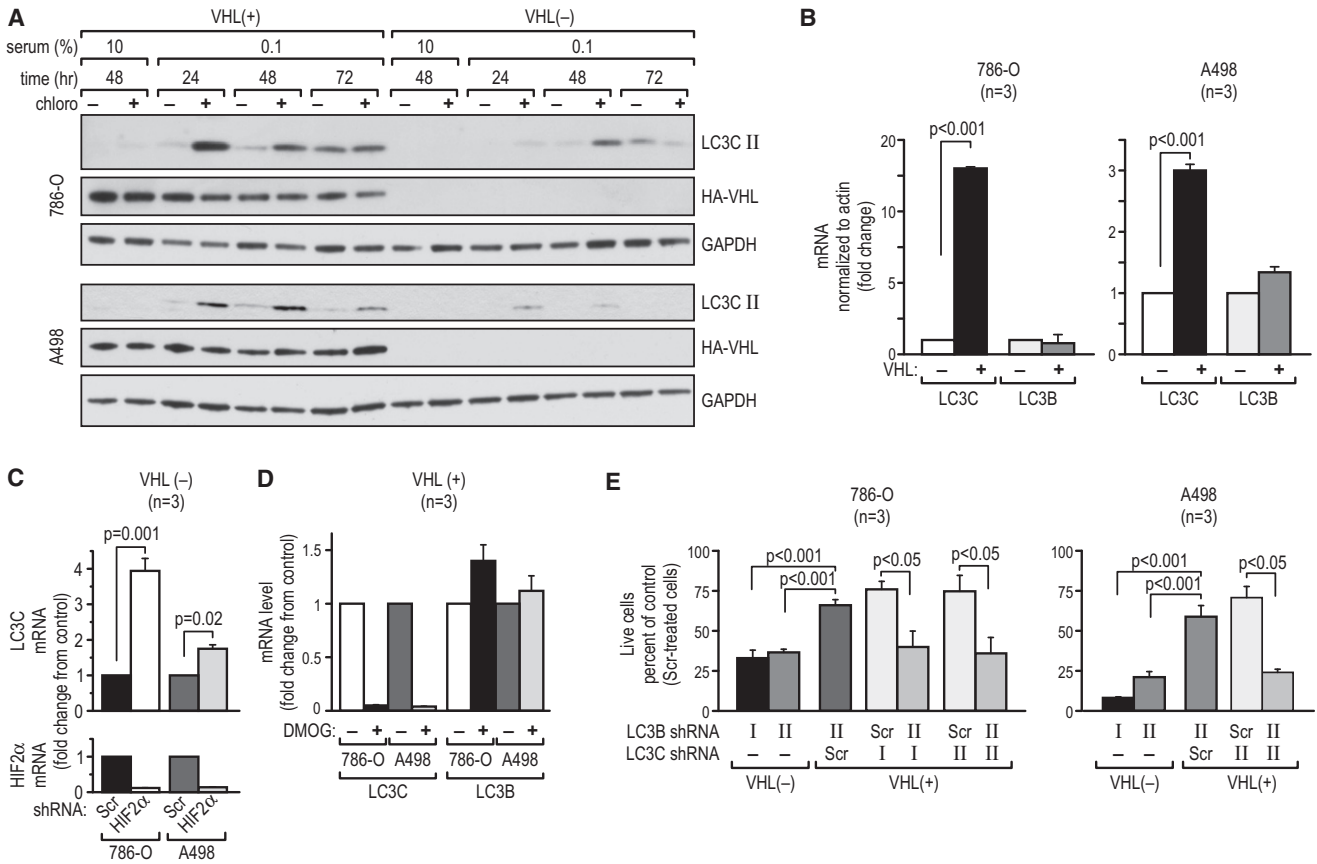 A
VHL(+) VHL(–)
serum (%) 10 0.1 10 0.1
time (hr) 48 24 48 72 48 24 48 72
chloro – + – + – + – + – + – + – + – +
786-O
LC3C II
HA-VHL
GAPDH
A498
LC3C II
HA-VHL
GAPDH
B
786-O
(n=3)
A498
(n=3)
mRNA
normalized to actin
(fold change)
20
10
5
0
p<0.001
3
2
1
0
p<0.001
VHL: – + – + – + – +
LC3C LC3B LC3C LC3B
C
VHL (–)
(n=3)
LC3C
mRNA
HIF2α
mRNA
(fold change from control)
4
3
2
1
0
p=0.001
p=0.02
1
0
shRNA: Scr HIF2α Scr HIF2α
786-O A498
D
VHL (+)
(n=3)
mRNA level
(fold change from control)
1.5
1
0.5
0
DMOG: – + – + – + – +
786-O A498 786-O A498
LC3C LC3B
E
786-O
(n=3)
A498
(n=3)
Live cells
percent of control
(Scr-treated cells)
100
75
50
25
0
p<0.001
p<0.001
p<0.05
p<0.05
100
75
50
25
0
p<0.001
p<0.001
p<0.05
LC3B shRNA I II II Scr II Scr II I II II Scr II
LC3C shRNA – – Scr I I II II – – Scr II II
VHL(–) VHL(+) VHL(–) VHL(+)